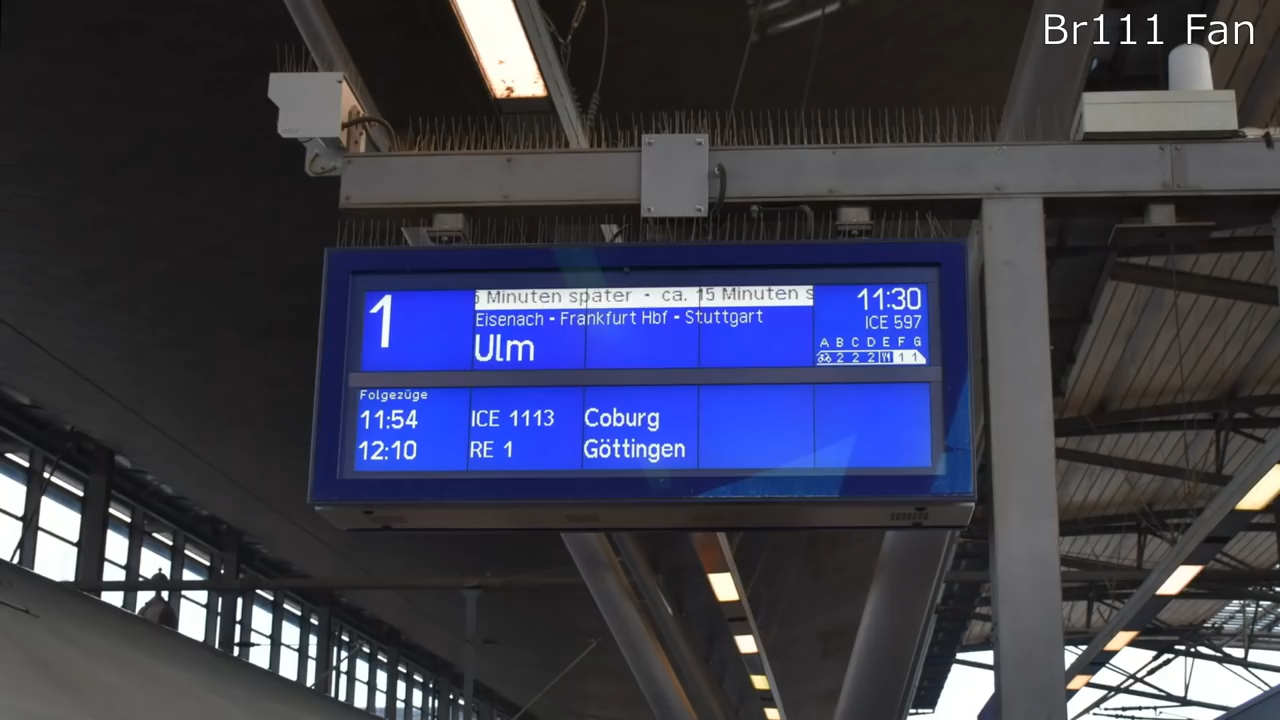 Br111 Fan
1
Minuten später - ca. 15 Minuten
11:30
Eisenach - Frankfurt Hbf - Stuttgart
ICE 597
Ulm
A B C D E F G
2 2 2 1 1
Folgezüge
11:54 ICE 1113 Coburg
12:10 RE 1 Göttingen